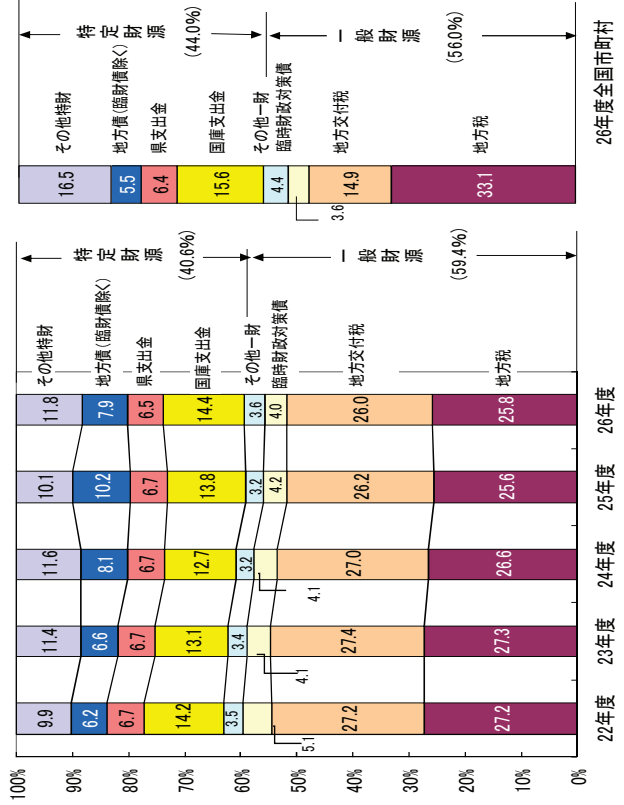 100%
90%
80%
70%
60%
50%
40%
30%
20%
10%
0%
9.9
6.2
6.7
14.2
3.5
5.1
27.2
27.2
22年度
11.4
6.6
6.7
13.1
3.4
4.1
27.4
27.3
23年度
11.6
8.1
6.7
12.7
3.2
4.1
27.0
26.6
24年度
10.1
10.2
6.7
13.8
3.2
4.2
26.2
25.6
25年度
11.8
7.9
6.5
14.4
3.6
4.0
26.0
25.8
26年度
その他特財
地方債(臨財債除く)
県支出金
国庫支出金
その他一財
臨時財政対策債
地方交付税
地方税
特定財源
(40.6%)
一般財源
(59.4%)
16.5
5.5
6.4
15.6
4.4
3.6
14.9
33.1
その他特財
地方債(臨財債除く)
県支出金
国庫支出金
その他一財
臨時財政対策債
地方交付税
地方税
特定財源
(44.0%)
一般財源
(56.0%)
26年度全国市町村